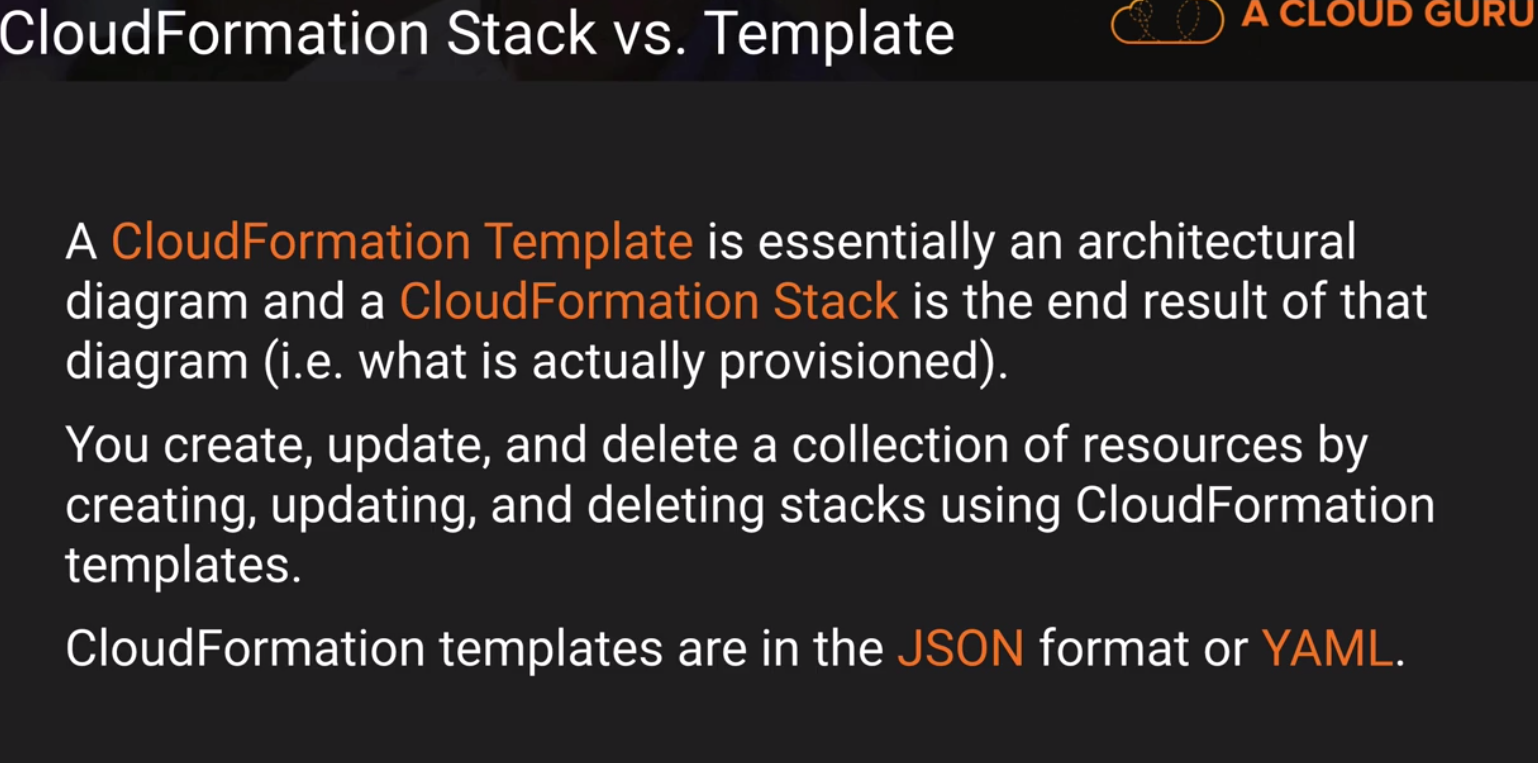 CloudFormation Stack vs. Template
A CLOUD GURU
A CloudFormation Template is essentially an architectural
diagram and a CloudFormation Stack is the end result of that
diagram (i.e. what is actually provisioned).
You create, update, and delete a collection of resources by
creating, updating, and deleting stacks using CloudFormation
templates.
CloudFormation templates are in the JSON format or YAML.